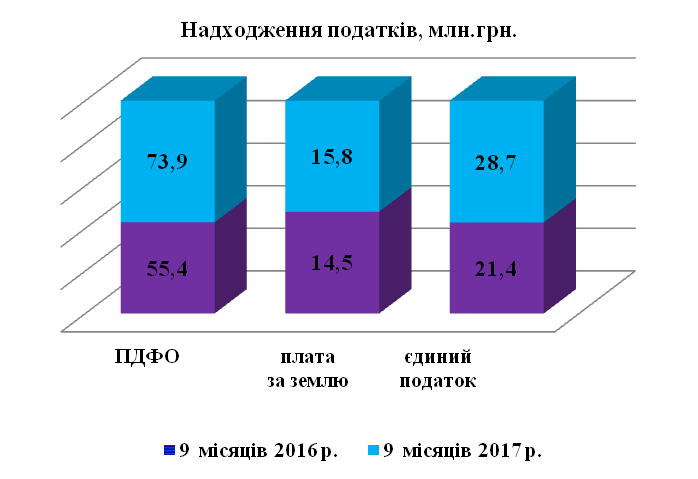 Надходження податків, млн.грн.
73,9
15,8
28,7
55,4
14,5
21,4
ПДФО
плата
за землю
єдиний
податок
9 місяців 2016 р.
9 місяців 2017 р.